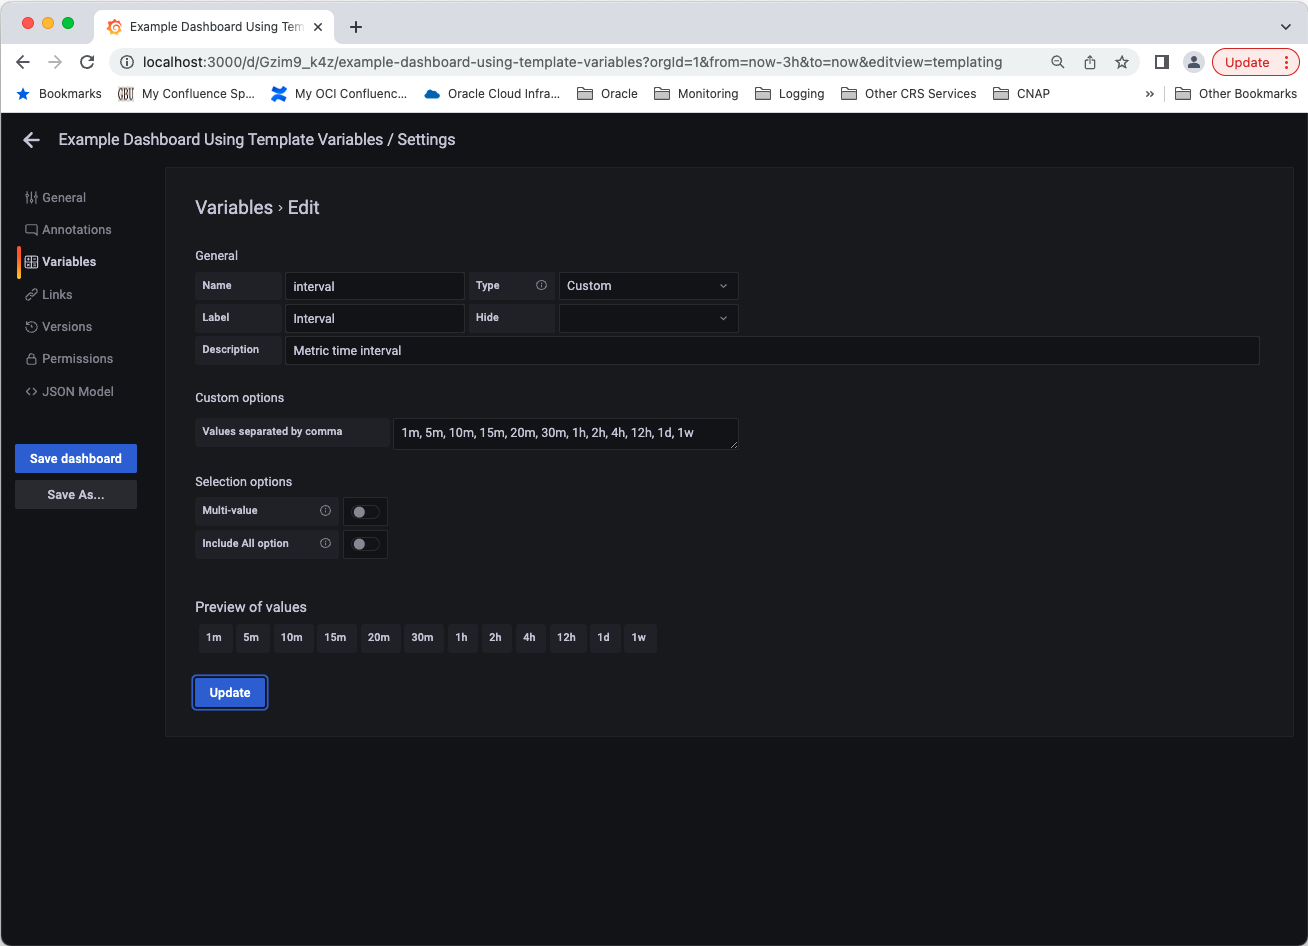 Example Dashboard Using Tem
localhost:3000/d/Gzim9_k4z/example-dashboard-using-template-variables?orgId=1&from=now-3h&to=now&editview=templating
Update
Bookmarks
GBU
My Confluence Sp...
My OCI Confluenc...
Oracle Cloud Infra...
Oracle
Monitoring
Logging
Other CRS Services
CNAP
»
Other Bookmarks
Example Dashboard Using Template Variables / Settings
General
Annotations
Variables
Links
Versions
Permissions
JSON Model
Save dashboard
Save As...
Variables › Edit
General
Name
interval
Type
Custom
Label
Interval
Hide
Description
Metric time interval
Custom options
Values separated by comma
1m, 5m, 10m, 15m, 20m, 30m, 1h, 2h, 4h, 12h, 1d, 1w
Selection options
Multi-value
Include All option
Preview of values
1m 5m 10m 15m 20m 30m 1h 2h 4h 12h 1d 1w
Update